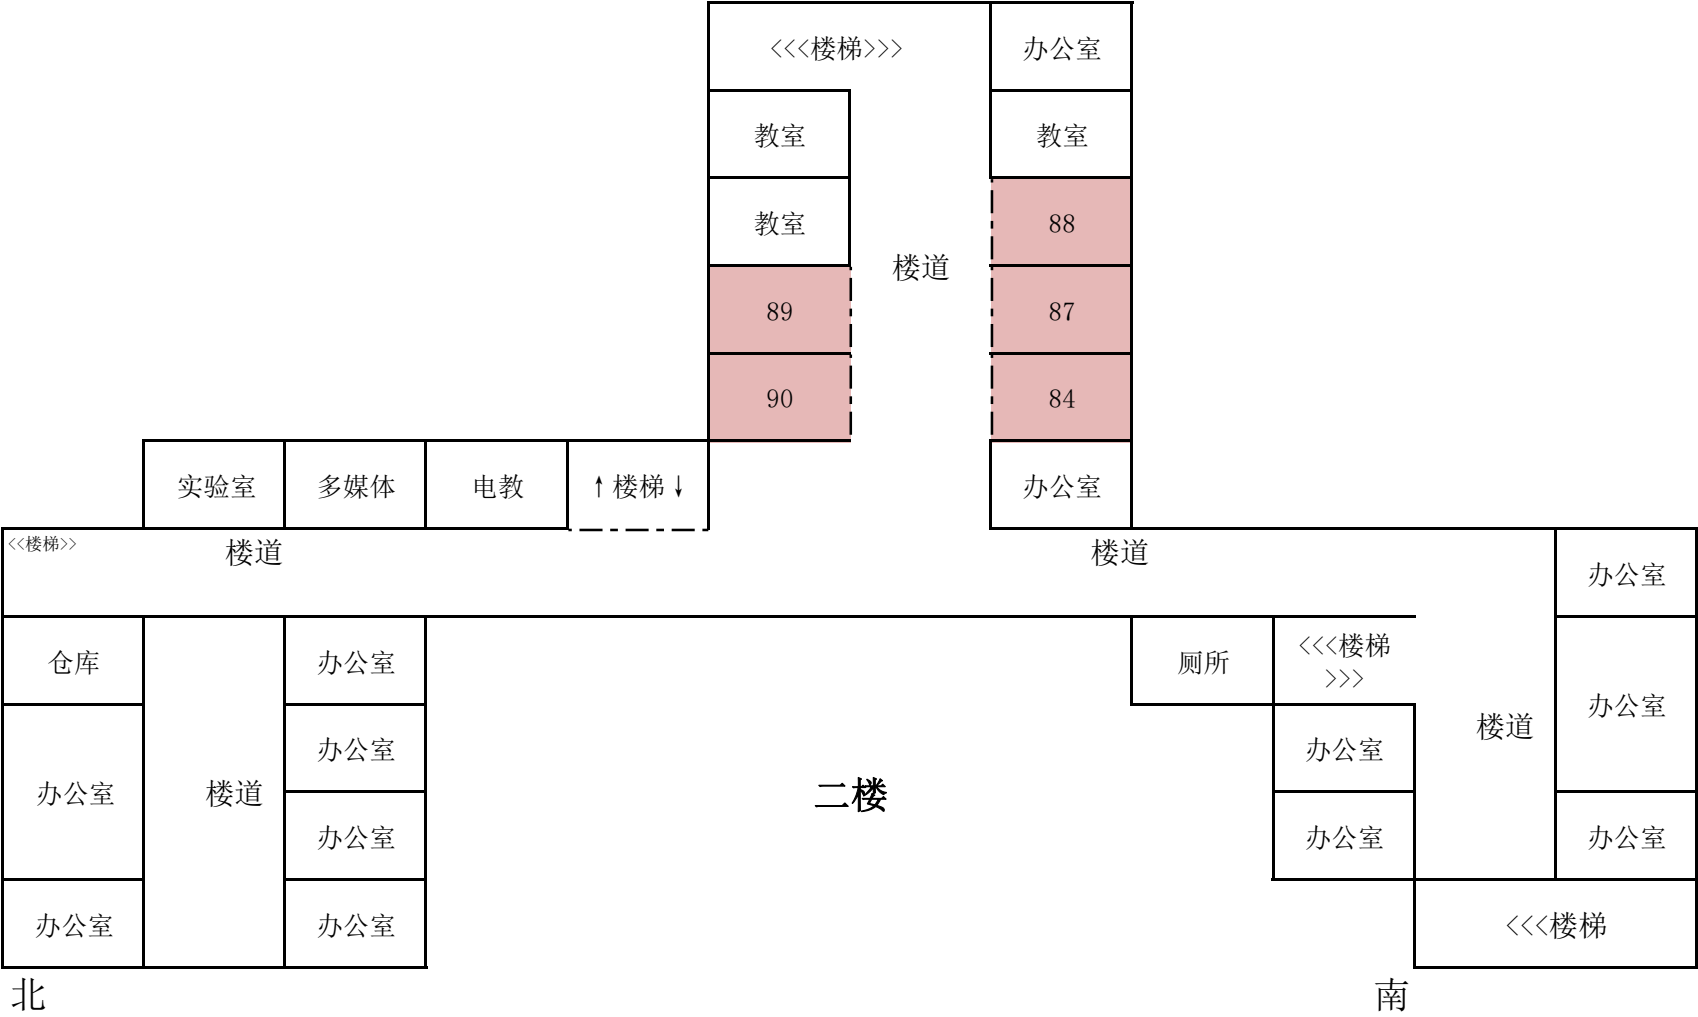 <<<楼梯>>>
办公室
教室
教室
教室
88
楼道
89
87
90
84
实验室
多媒体
电教
↑楼梯↓
办公室
<<楼梯>>
楼道
楼道
办公室
仓库
办公室
厕所
<<<楼梯
>>>
办公室
楼道
办公室
办公室
办公室
楼道
二楼
办公室
办公室
办公室
办公室
办公室
<<<楼梯
北
南